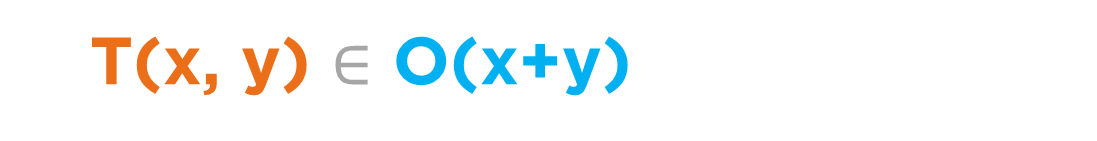 T(x, y) ∈ O(x+y)